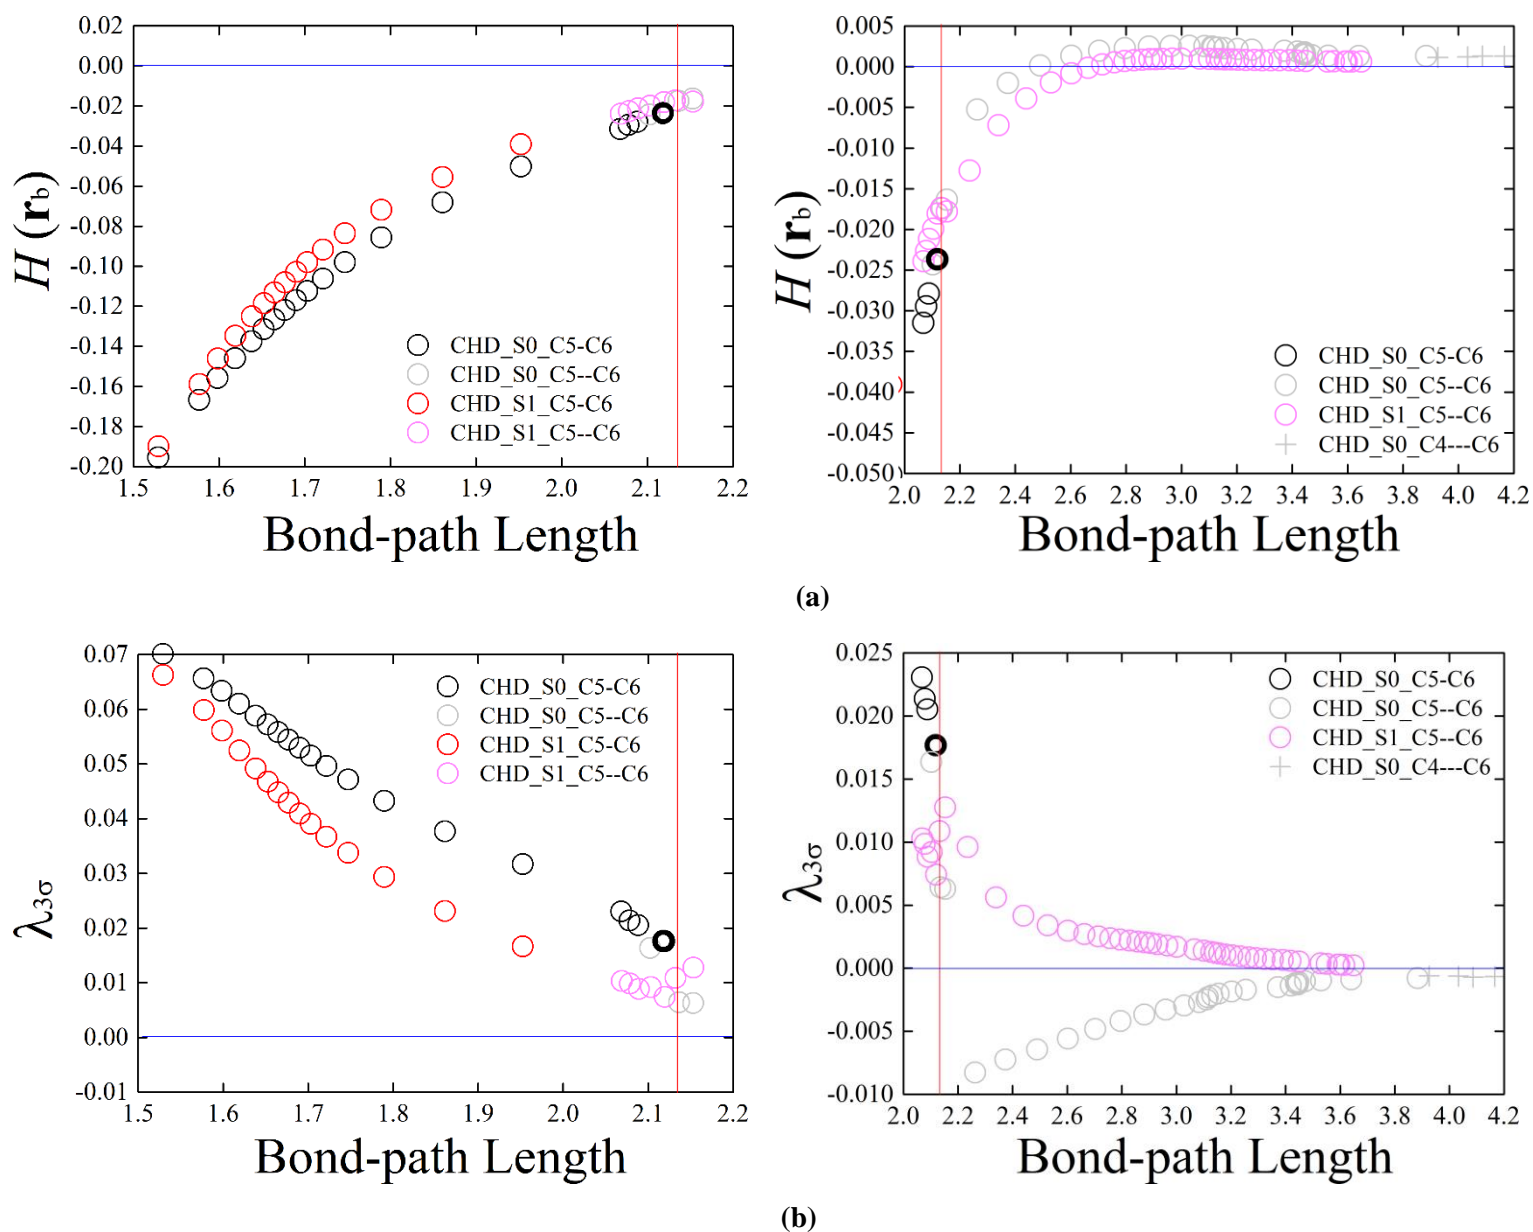 0.02
0.00
-0.02
-0.04
-0.06
-0.08
-0.10
-0.12
-0.14
-0.16
-0.18
-0.20
H (rb)
CHD_S0_C5-C6
CHD_S0_C5--C6
CHD_S1_C5-C6
CHD_S1_C5--C6
1.5 1.6 1.7 1.8 1.9 2.0 2.1 2.2
Bond-path Length
0.005
0.000
-0.005
-0.010
-0.015
-0.020
-0.025
-0.030
-0.035
-0.040
-0.045
-0.050
H (rb)
CHD_S0_C5-C6
CHD_S0_C5--C6
CHD_S1_C5--C6
CHD_S0_C4---C6
2.0 2.2 2.4 2.6 2.8 3.0 3.2 3.4 3.6 3.8 4.0 4.2
Bond-path Length
(a)
0.07
0.06
0.05
0.04
0.03
0.02
0.01
0.00
-0.01
λ3σ
CHD_S0_C5-C6
CHD_S0_C5--C6
CHD_S1_C5-C6
CHD_S1_C5--C6
1.5 1.6 1.7 1.8 1.9 2.0 2.1 2.2
Bond-path Length
0.025
0.020
0.015
0.010
0.005
0.000
-0.005
-0.010
λ3σ
CHD_S0_C5-C6
CHD_S0_C5--C6
CHD_S1_C5--C6
CHD_S0_C4---C6
2.0 2.2 2.4 2.6 2.8 3.0 3.2 3.4 3.6 3.8 4.0 4.2
Bond-path Length
(b)